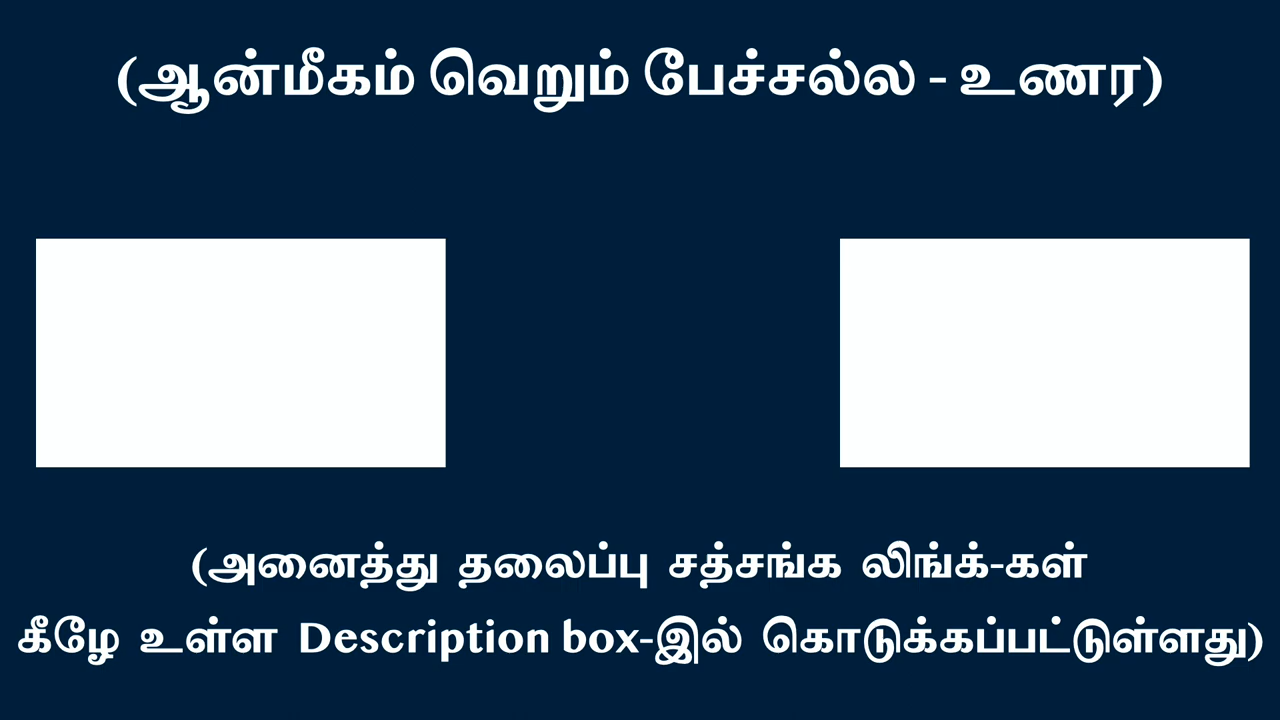 (ஆன்மீகம் வெறும் பேச்சல்ல - உணர)
(அனைத்து தலைப்பு சத்சங்க லிங்க்-கள்
கீழே உள்ள Description box-இல் கொடுக்கப்பட்டுள்ளது)